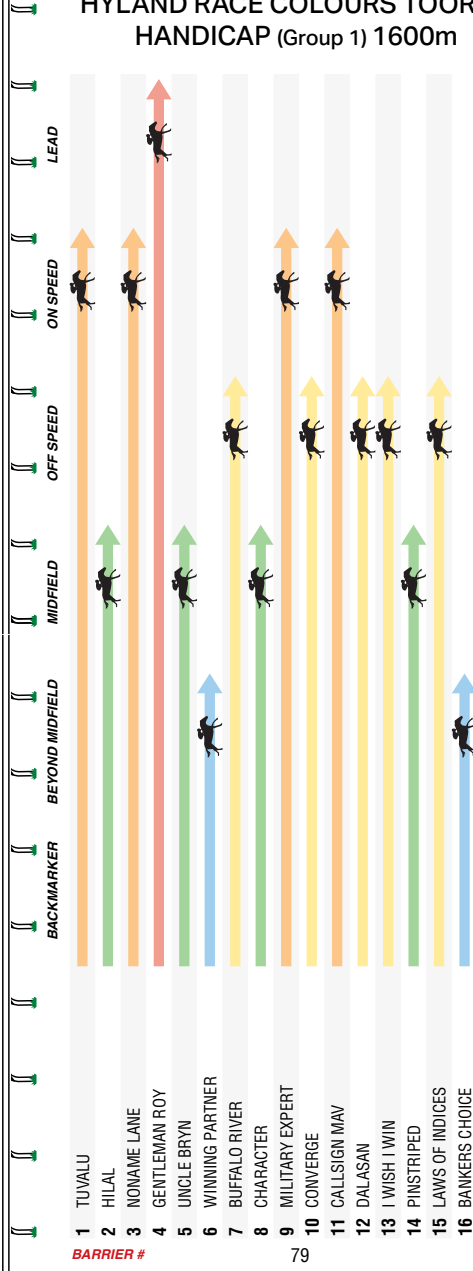 HYLAND RACE COLOURS TOOR
HANDICAP (Group 1) 1600m
LEAD
ON SPEED
OFF SPEED
MIDFIELD
BEYOND MIDFIELD
BACKMARKER
1 TUVALU
2 HILAL
3 NONAME LANE
4 GENTLEMAN ROY
5 UNCLE BRYN
6 WINNING PARTNER
7 BUFFALO RIVER
8 CHARACTER
9 MILITARY EXPERT
10 CONVERGE
11 CALLSIGN MAV
12 DALASAN
13 I WISH I WIN
14 PINSTRIPED
15 LAWS OF INDICES
16 BANKERS CHOICE
BARRIER #
79